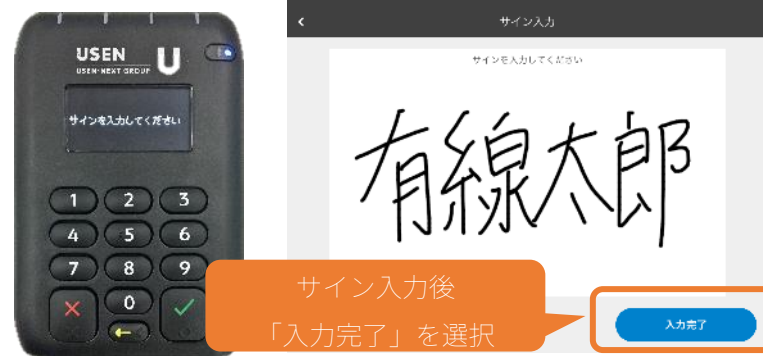 USEN
USEN-NEXT GROUP
U
サインを入力してください
1 2 3
4 5 6
7 8 9
0
サイン入力
サインを入力してください
有線太郎
サイン入力後
「入力完了」を選択
入力完了